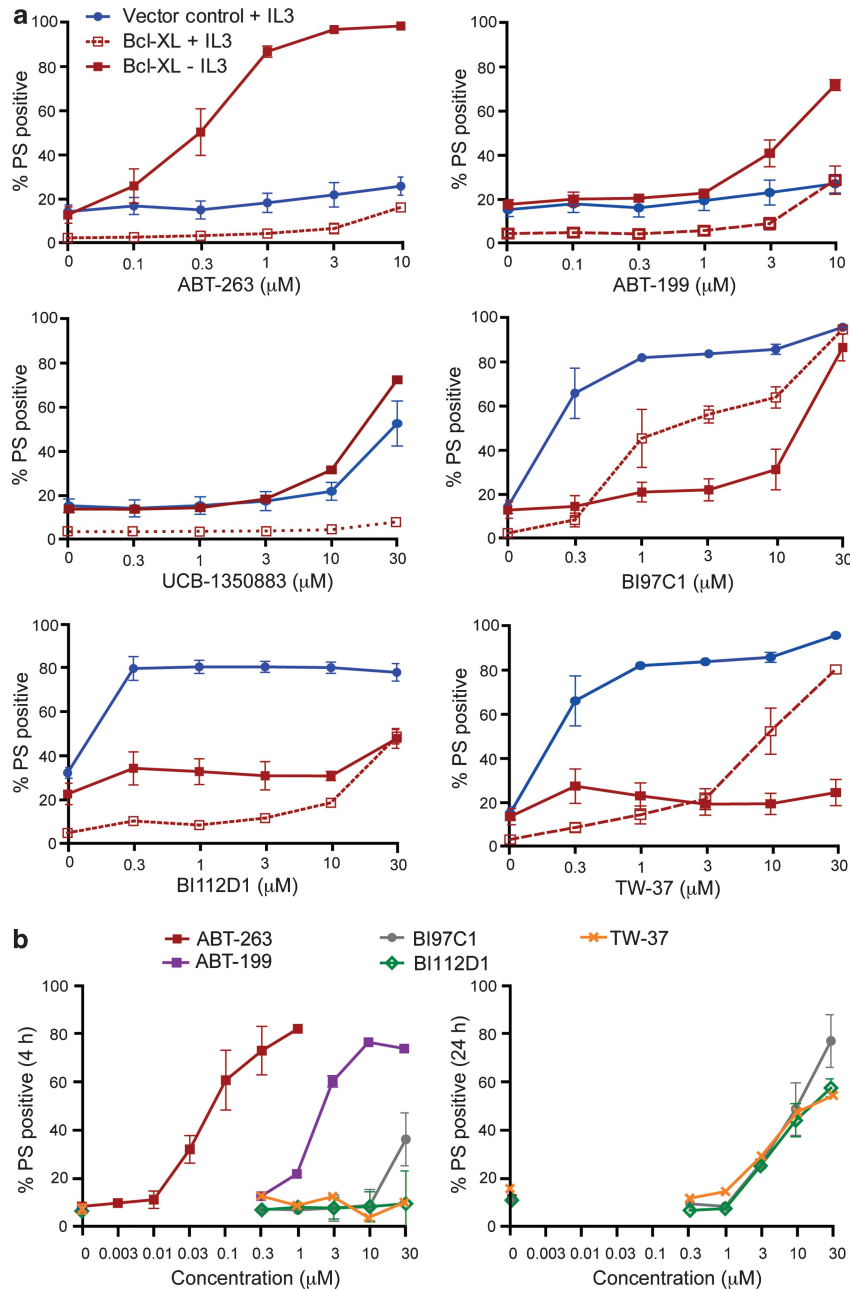 a
Vector control + IL3
Bcl-XL + IL3
Bcl-XL - IL3
% PS positive
100
80
60
40
20
0
0 0.1 0.3 1 3 10
ABT-263 (μM)
% PS positive
100
80
60
40
20
0
0 0.1 0.3 1 3 10
ABT-199 (μM)
% PS positive
100
80
60
40
20
0
0 0.3 1 3 10 30
UCB-1350883 (μM)
% PS positive
100
80
60
40
20
0
0 0.3 1 3 10 30
BI97C1 (μM)
% PS positive
100
80
60
40
20
0
0 0.3 1 3 10 30
BI112D1 (μM)
% PS positive
100
80
60
40
20
0
0 0.3 1 3 10 30
TW-37 (μM)
b
ABT-263
ABT-199
BI97C1
BI112D1
TW-37
% PS positive (4 h)
100
80
60
40
20
0
0 0.003 0.01 0.03 0.1 0.3 1 3 10 30
Concentration (μM)
% PS positive (24 h)
100
80
60
40
20
0
0 0.003 0.01 0.03 0.1 0.3 1 3 10 30
Concentration (μM)